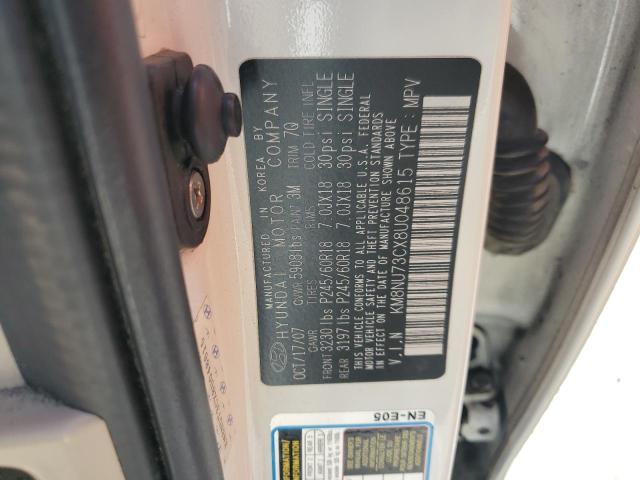 MANUFACTURED IN KOREA BY
HYUNDAI MOTOR COMPANY
OCT/17/07 GVWR 5908lbs PAINT 3M TRIM 7Q
GAWR TIRES RIMS COLD TIRE INFL
FRONT 3230 lbs P245/60R18 7.0JX18 30psi SINGLE
REAR 3197 lbs P245/60R18 7.0JX18 30psi SINGLE
THIS VEHICLE CONFORMS TO ALL APPLICABLE U.S.A. FEDERAL
MOTOR VEHICLE SAFETY AND THEFT PREVENTION STANDARDS
IN EFFECT ON THE DATE OF MANUFACTURE SHOWN ABOVE
V.I.N KM8NU73CX8U048615 TYPE : MPV
EN-E05
INFORMATION